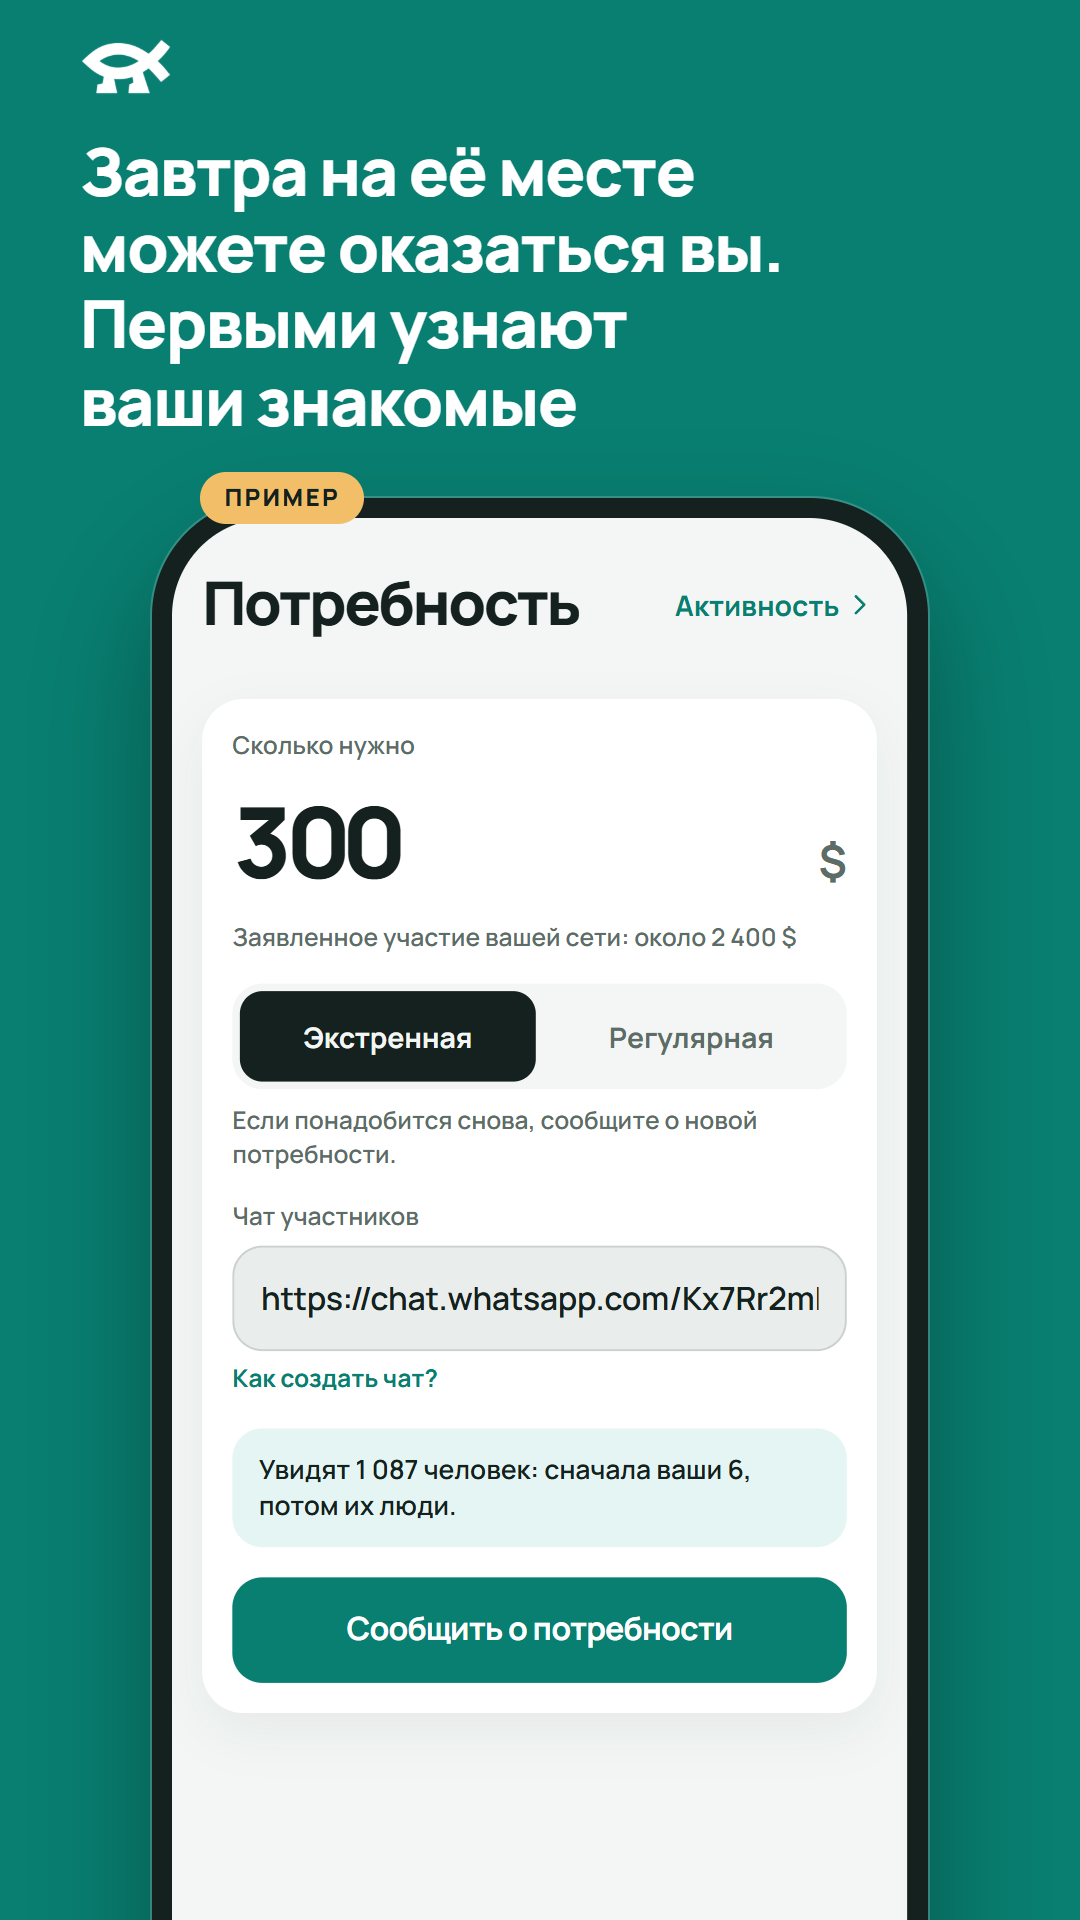 Завтра на её месте
можете оказаться вы.
Первыми узнают
ваши знакомые
ПРИМЕР
Потребность
Активность
Сколько нужно
300
$
Заявленное участие вашей сети: около 2 400 $
Экстренная
Регулярная
Если понадобится снова, сообщите о новой
потребности.
Чат участников
https://chat.whatsapp.com/Kx7Rr2m
Как создать чат?
Увидят 1 087 человек: сначала ваши 6,
потом их люди.
Сообщить о потребности